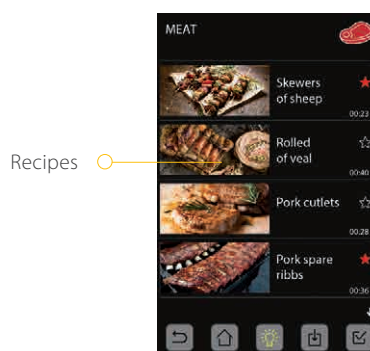 MEAT
Skewers
of sheep
00:23
Recipes
Rolled
of veal
00:40
Pork cutlets
00:28
Pork spare
ribbs
00:36